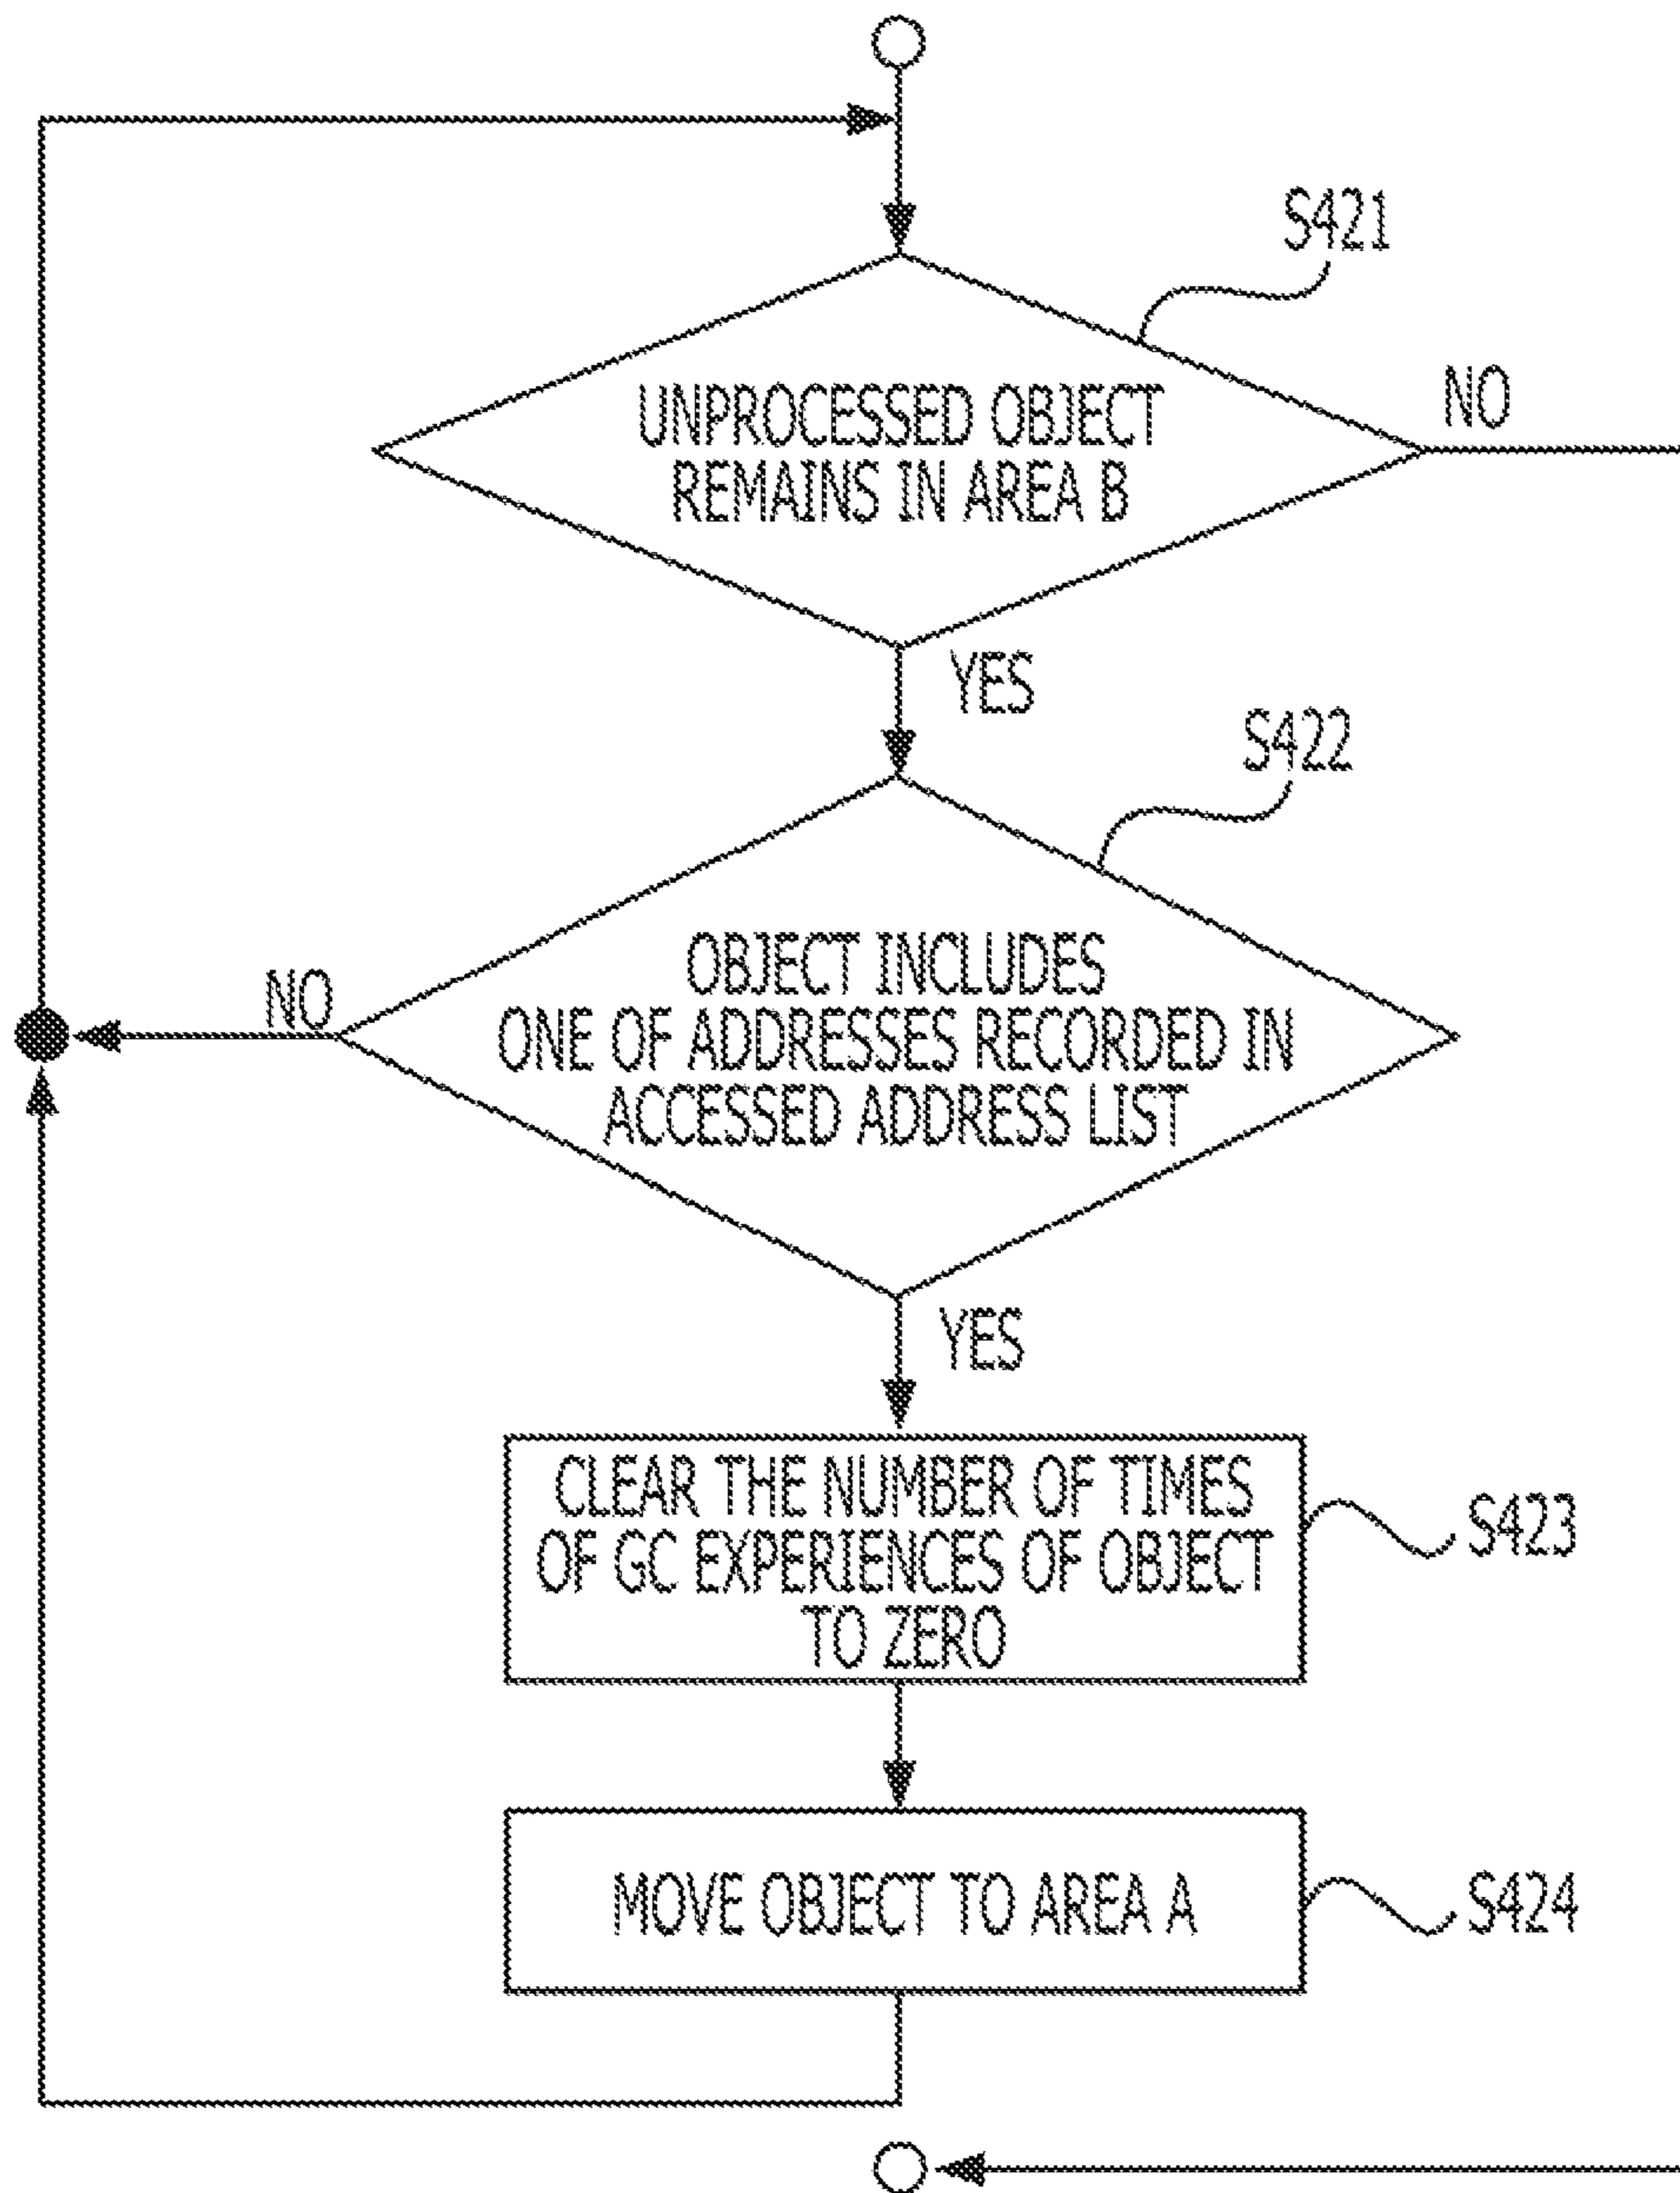 S421
UNPROCESSED OBJECT
REMAINS IN AREA B
NO
YES
S422
OBJECT INCLUDES
ONE OF ADDRESSES RECORDED IN
ACCESSED ADDRESS LIST
NO
YES
CLEAR THE NUMBER OF TIMES
OF GC EXPERIENCES OF OBJECT
TO ZERO
S423
MOVE OBJECT TO AREA A
S424